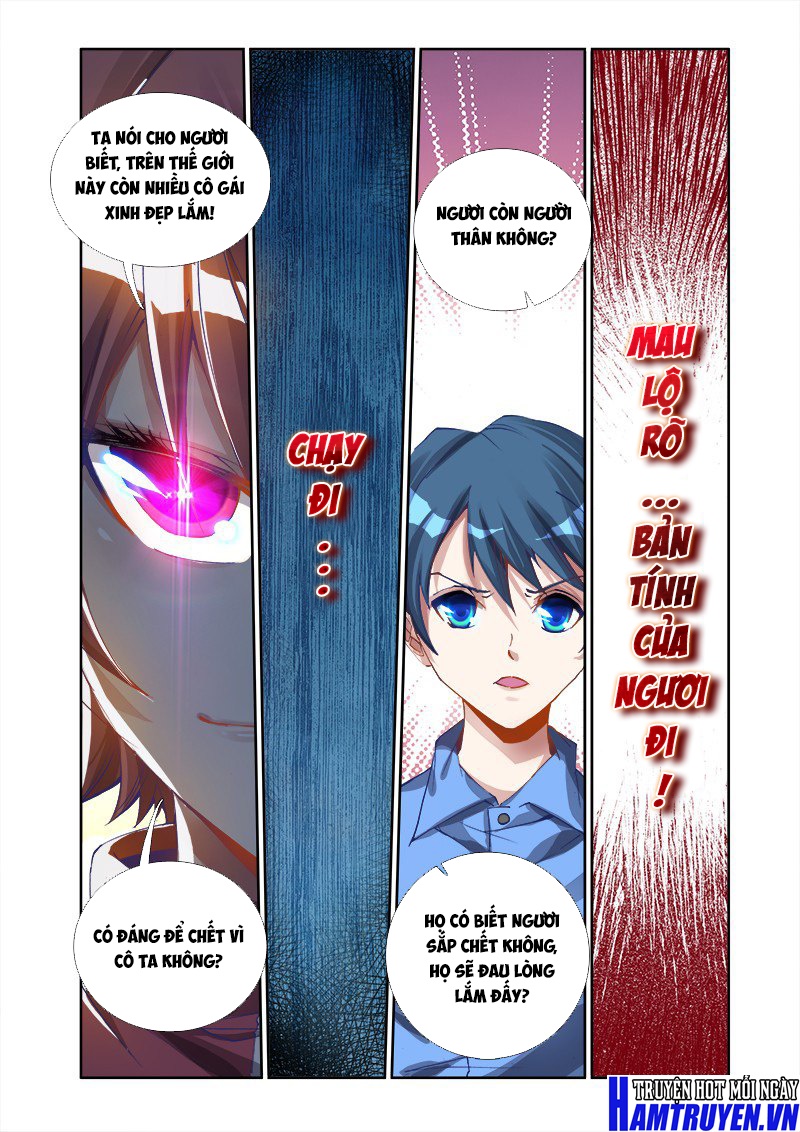 TA NÓI CHO NGƯƠI
BIẾT, TRÊN THẾ GIỚI
NÀY CÒN NHIỀU CÔ GÁI
XINH ĐẸP LẮM!
CÓ ĐÁNG ĐỂ CHẾT VÌ
CÔ TA KHÔNG?
CHẠY
ĐI
...
NGƯƠI CÒN NGƯỜI
THÂN KHÔNG?
HỌ CÓ BIẾT NGƯƠI
SẮP CHẾT KHÔNG,
HỌ SẼ ĐAU LÒNG
LẮM ĐẤY?
MAU
LỘ
RÕ
...
BẢN
TÍNH
CỦA
NGƯƠI
ĐI
!
TRUYỆN HOT MỖI NGÀY
HAMTRUYEN.VN